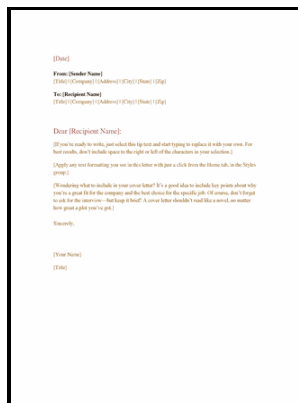 [Date]
From: [Sender Name]
[Title] | [Company] | [Address] | [City] | [State] | [Zip]
To: [Recipient Name]
[Title] | [Company] | [Address] | [City] | [State] | [Zip]
Dear [Recipient Name]:
[If you're ready to write, just select this tip text and start typing to replace it with your own. For
best results, don't include space to the right or left of the characters in your selection.]
[Apply any text formatting you see in this letter with just a click from the Home tab, in the Styles
group.]
[Wondering what to include in your cover letter? It's a good idea to include key points about why
you're a great fit for the company and the best choice for the specific job. Of course, don't forget
to ask for the interview—but keep it brief! A cover letter shouldn't read like a novel, no matter
how great a plot you've got.]
Sincerely,
[Your Name]
[Title]